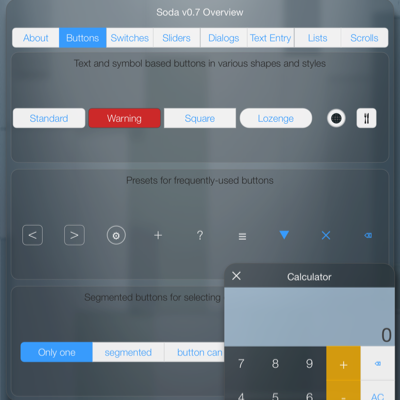 Soda v0.7 Overview
About Buttons Switches Sliders Dialogs Text Entry Lists Scrolls
Text and symbol based buttons in various shapes and styles
Standard Warning Square Lozenge
Presets for frequently-used buttons
< > + ? ≡ ▼ ×
Segmented buttons for selecting
Only one segmented button can
× Calculator
0
7 8 9 +
4 5 6 - AC